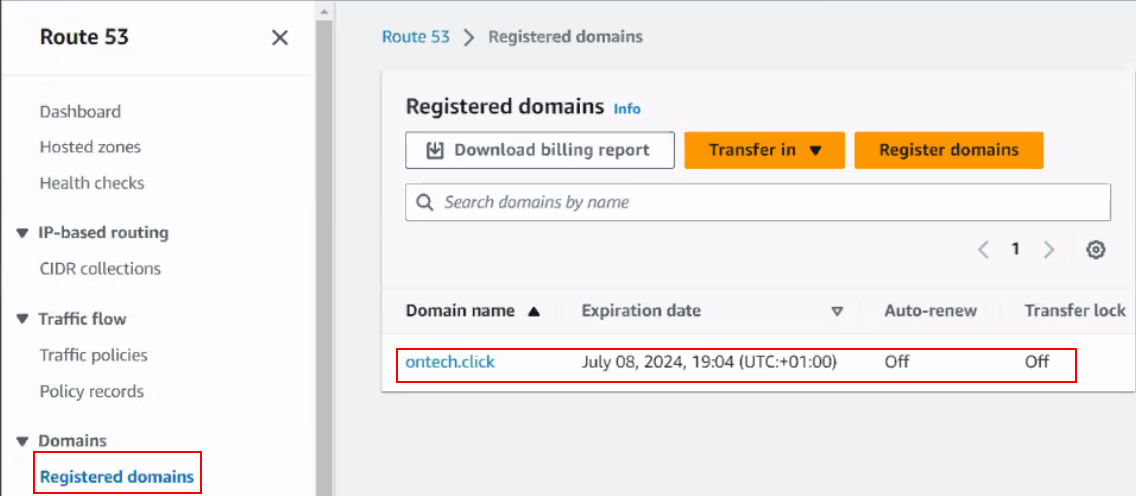 Route 53
Dashboard
Hosted zones
Health checks
IP-based routing
CIDR collections
Traffic flow
Traffic policies
Policy records
Domains
Registered domains
Route 53 > Registered domains
Registered domains Info
Download billing report Transfer in Register domains
Search domains by name
1
Domain name Expiration date Auto-renew Transfer lock
ontech.click July 08, 2024, 19:04 (UTC:+01:00) Off Off